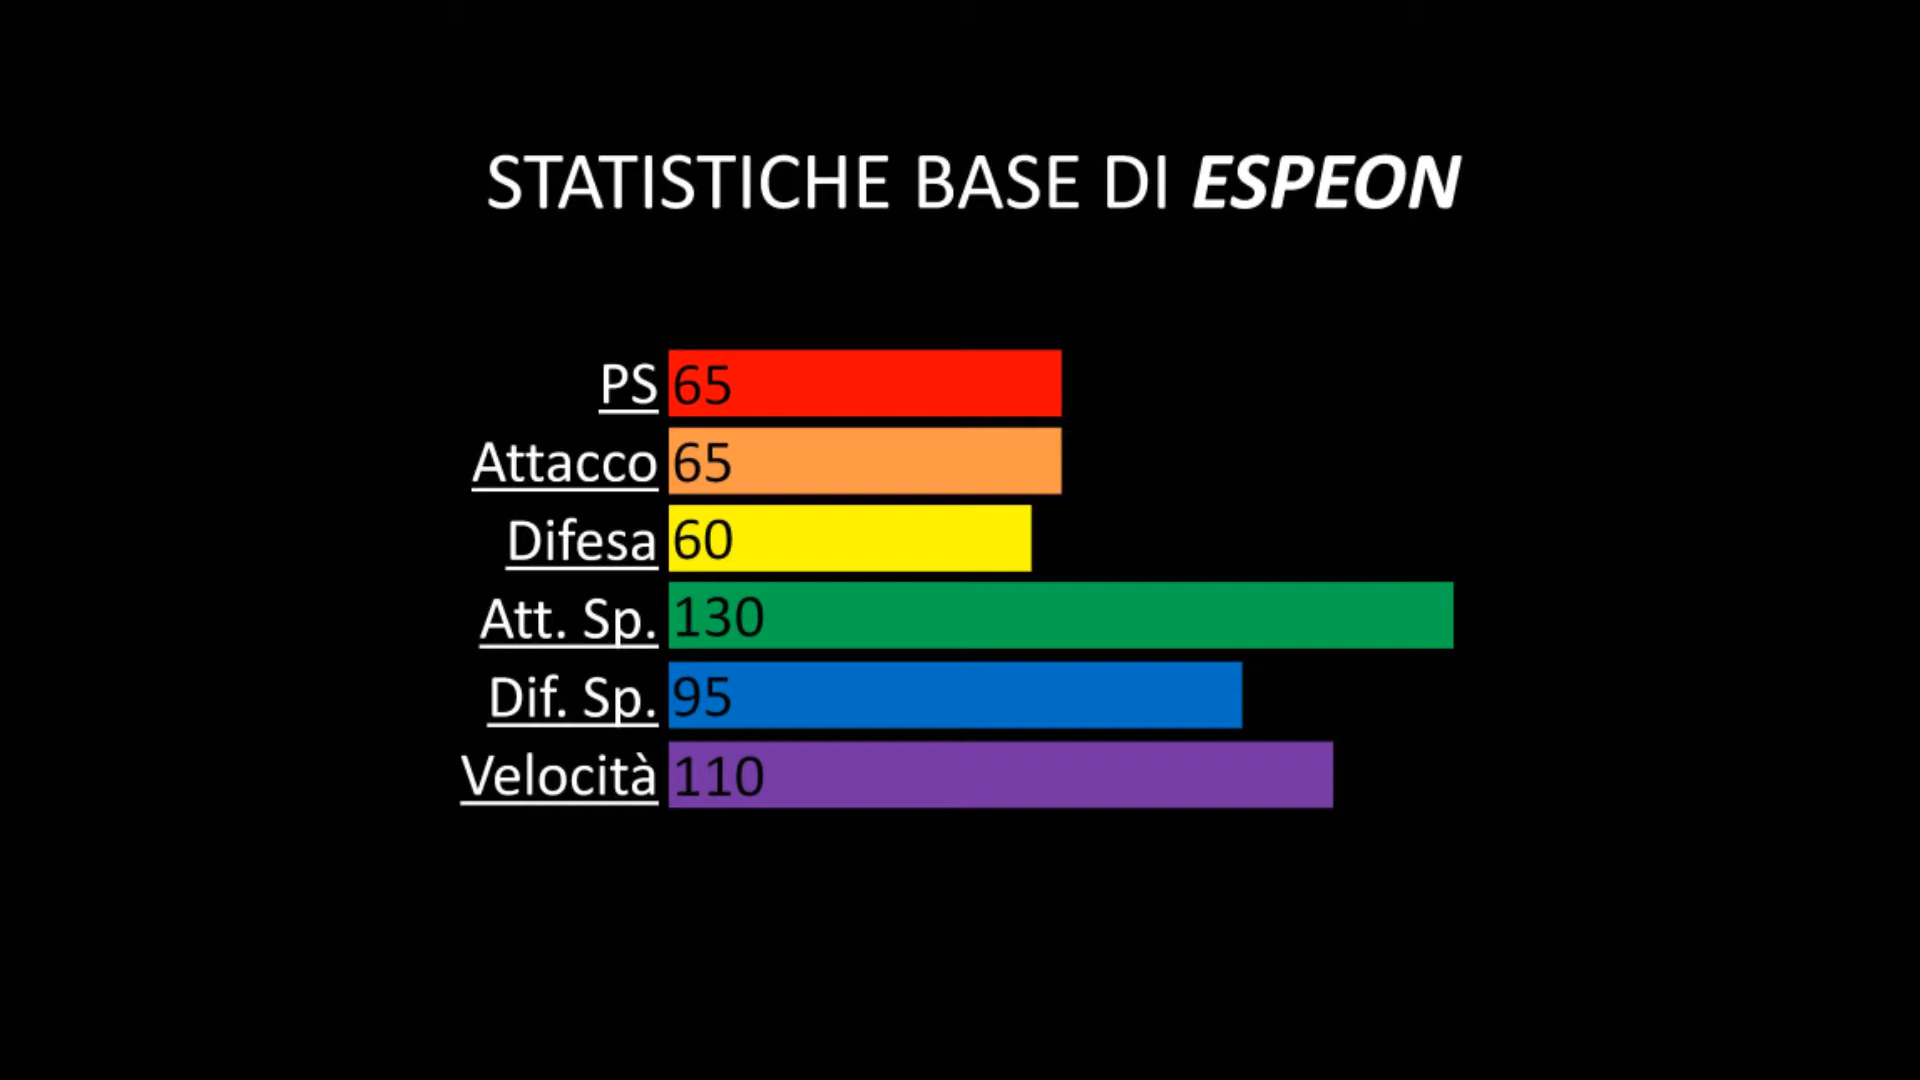 STATISTICHE BASE DI ESPEON
PS 65
Attacco 65
Difesa 60
Att. Sp. 130
Dif. Sp. 95
Velocità 110